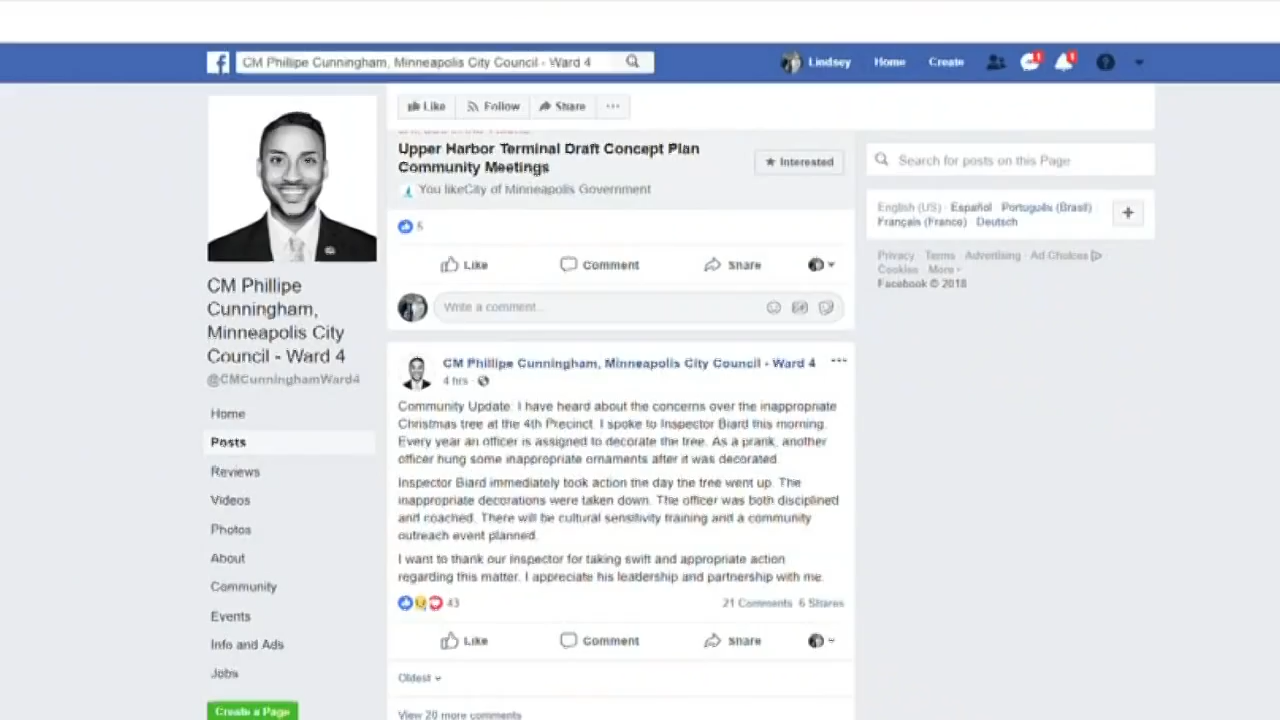 CM Phillipe Cunningham, Minneapolis City Council - Ward 4
Lindsey
Home
Create
1
1
Like
Follow
Share
Upper Harbor Terminal Draft Concept Plan
Community Meetings
Interested
You likeCity of Minneapolis Government
5
Like
Comment
Share
Write a comment...
GIF
CM Phillipe
Cunningham,
Minneapolis City
Council - Ward 4
@CMCunninghamWard4
Home
Posts
Reviews
Videos
Photos
About
Community
Events
Info and Ads
Jobs
Create a Page
CM Phillipe Cunningham, Minneapolis City Council - Ward 4
4 hrs ·
Community Update: I have heard about the concerns over the inappropriate
Christmas tree at the 4th Precinct. I spoke to Inspector Biard this morning.
Every year an officer is assigned to decorate the tree. As a prank, another
officer hung some inappropriate ornaments after it was decorated.
Inspector Biard immediately took action the day the tree went up. The
inappropriate decorations were taken down. The officer was both disciplined
and coached. There will be cultural sensitivity training and a community
outreach event planned.
I want to thank our Inspector for taking swift and appropriate action
regarding this matter. I appreciate his leadership and partnership with me.
43
21 Comments 6 Shares
Like
Comment
Share
Oldest
View 20 more comments
Search for posts on this Page
English (US) · Español · Português (Brasil) ·
Français (France) · Deutsch
Privacy · Terms · Advertising · Ad Choices
Cookies · More
Facebook © 2018